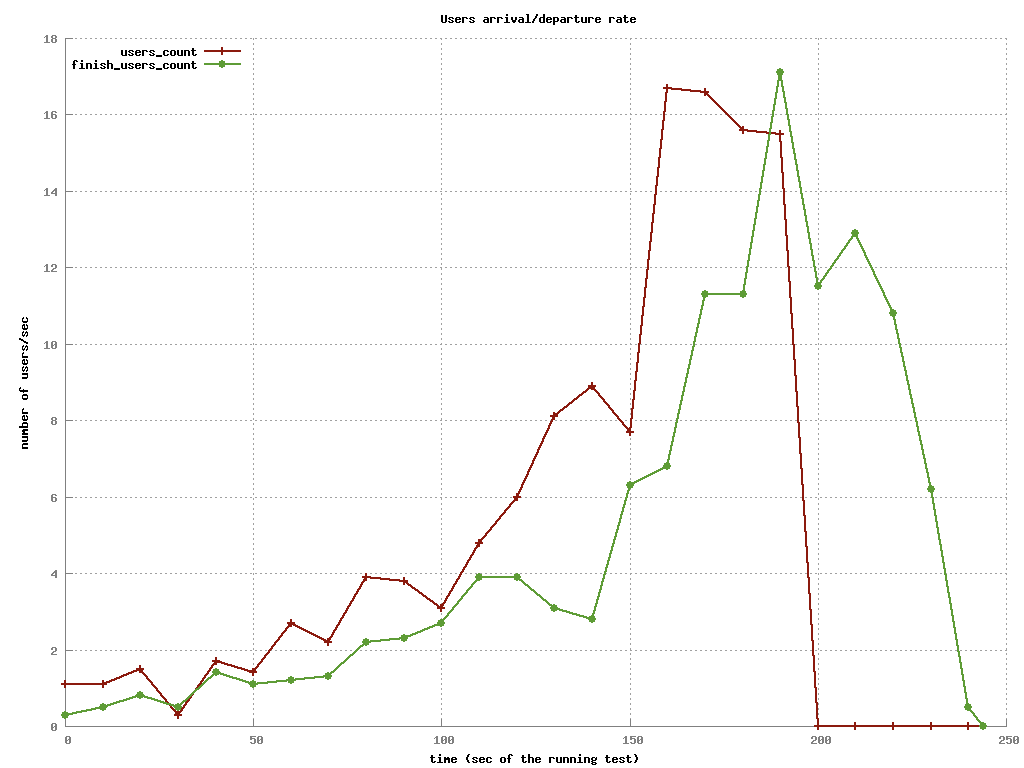 Users arrival/departure rate
users_count
finish_users_count
18
16
14
12
10
8
6
4
2
0
number of users/sec
0 50 100 150 200 250
time (sec of the running test)